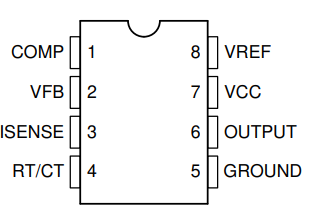 COMP 1 8 VREF
VFB 2 7 VCC
ISENSE 3 6 OUTPUT
RT/CT 4 5 GROUND